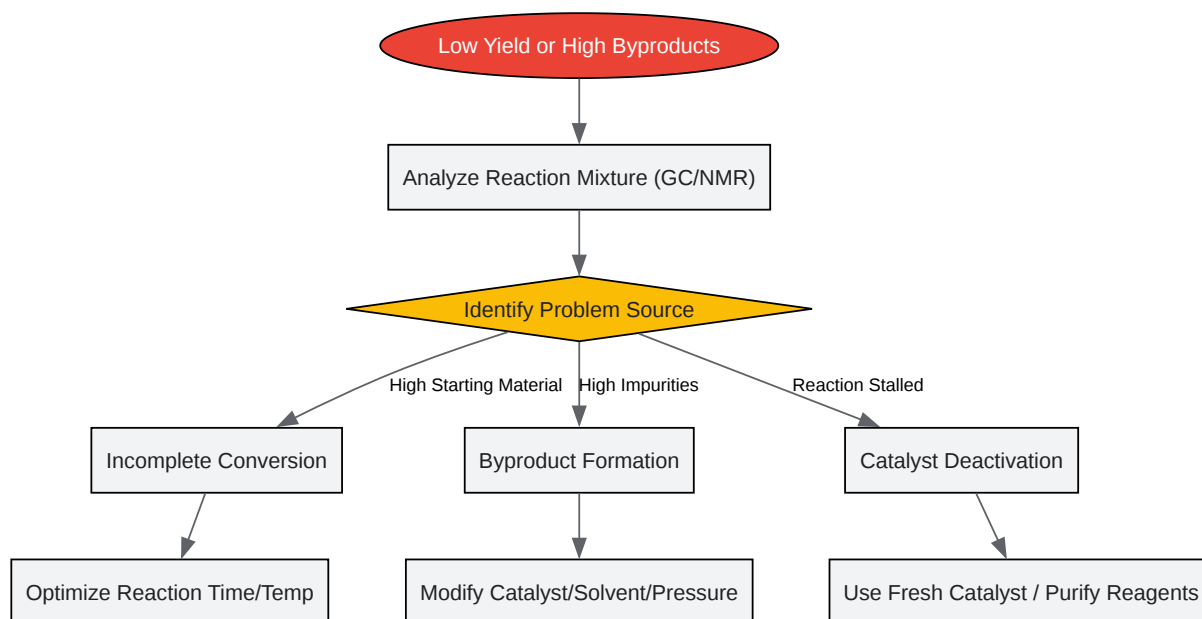 Low Yield or High Byproducts
Analyze Reaction Mixture (GC/NMR)
Identify Problem Source
High Starting Material
High Impurities
Reaction Stalled
Incomplete Conversion
Byproduct Formation
Catalyst Deactivation
Optimize Reaction Time/Temp
Modify Catalyst/Solvent/Pressure
Use Fresh Catalyst / Purify Reagents